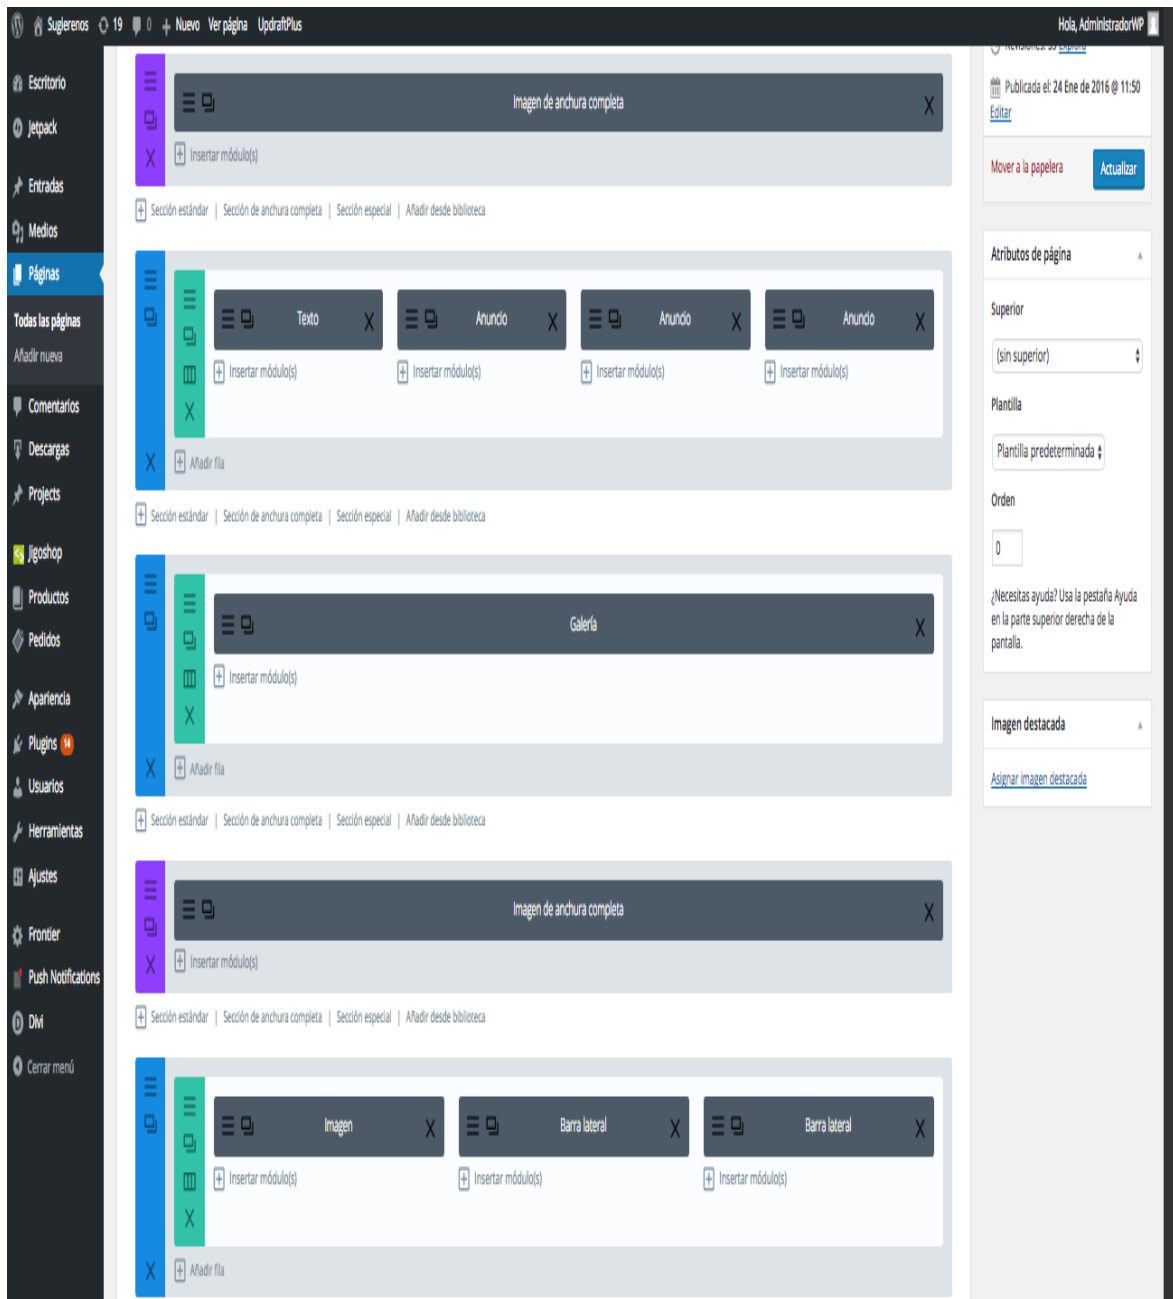 Sugierenos 19 0 Nuevo Ver página UpdraftPlus Hola, AdministradorWP
Escritorio
Jetpack
Entradas
Medios
Páginas
Todas las páginas
Añadir nueva
Comentarios
Descargas
Projects
Jigoshop
Productos
Pedidos
Apariencia
Plugins 14
Usuarios
Herramientas
Ajustes
Frontier
Push Notifications
Divi
Cerrar menú
Imagen de anchura completa
Insertar módulo(s)
Sección estándar | Sección de anchura completa | Sección especial | Añadir desde biblioteca
Texto Anuncio Anuncio Anuncio
Insertar módulo(s) Insertar módulo(s) Insertar módulo(s) Insertar módulo(s)
Añadir fila
Sección estándar | Sección de anchura completa | Sección especial | Añadir desde biblioteca
Galería
Insertar módulo(s)
Añadir fila
Sección estándar | Sección de anchura completa | Sección especial | Añadir desde biblioteca
Imagen de anchura completa
Insertar módulo(s)
Sección estándar | Sección de anchura completa | Sección especial | Añadir desde biblioteca
Imagen Barra lateral Barra lateral
Insertar módulo(s) Insertar módulo(s) Insertar módulo(s)
Añadir fila
Explora
Publicada el: 24 Ene de 2016 @ 11:50
Editar
Mover a la papelera Actualizar
Atributos de página
Superior
(sin superior)
Plantilla
Plantilla predeterminada
Orden
0
¿Necesitas ayuda? Usa la pestaña Ayuda
en la parte superior derecha de la
pantalla.
Imagen destacada
Asignar imagen destacada